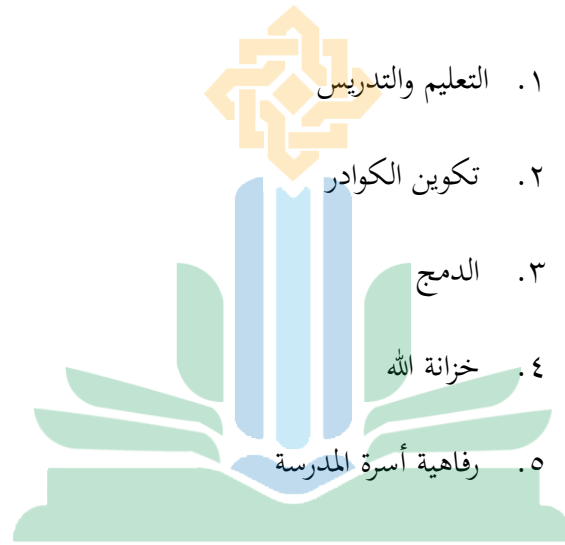 ١. التعليم والتدريس
٢. تكوين الكوادر
٣. الدمج
٤. خزانة الله
٥. رفاهية أسرة المدرسة